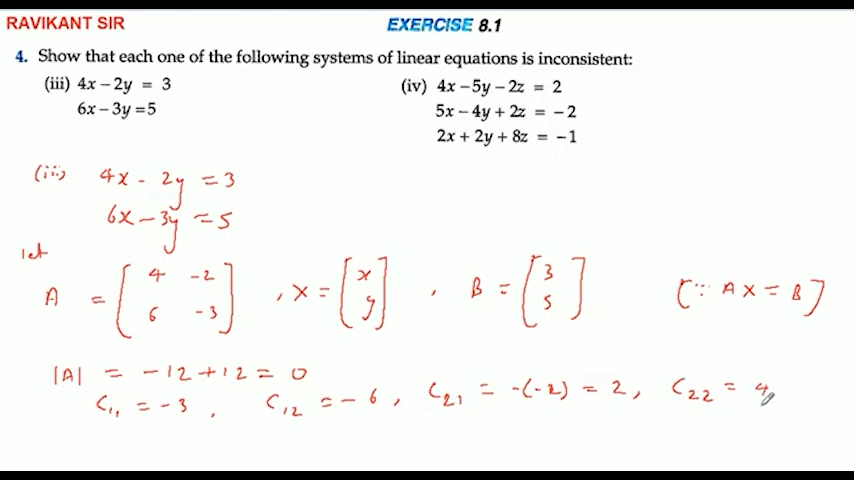 RAVIKANT SIR
EXERCISE 8.1
4. Show that each one of the following systems of linear equations is inconsistent:
(iii) 4x – 2y = 3 (iv) 4x – 5y – 2z = 2
6x – 3y = 5 5x – 4y + 2z = – 2
2x + 2y + 8z = – 1
(iii) 4x - 2y = 3
6x - 3y = 5
let
A = [4 -2; 6 -3], X = [x; y], B = [3; 5] (∵ AX = B)
|A| = -12 + 12 = 0
C₁₁ = -3, C₁₂ = -6, C₂₁ = -(-2) = 2, C₂₂ = 4